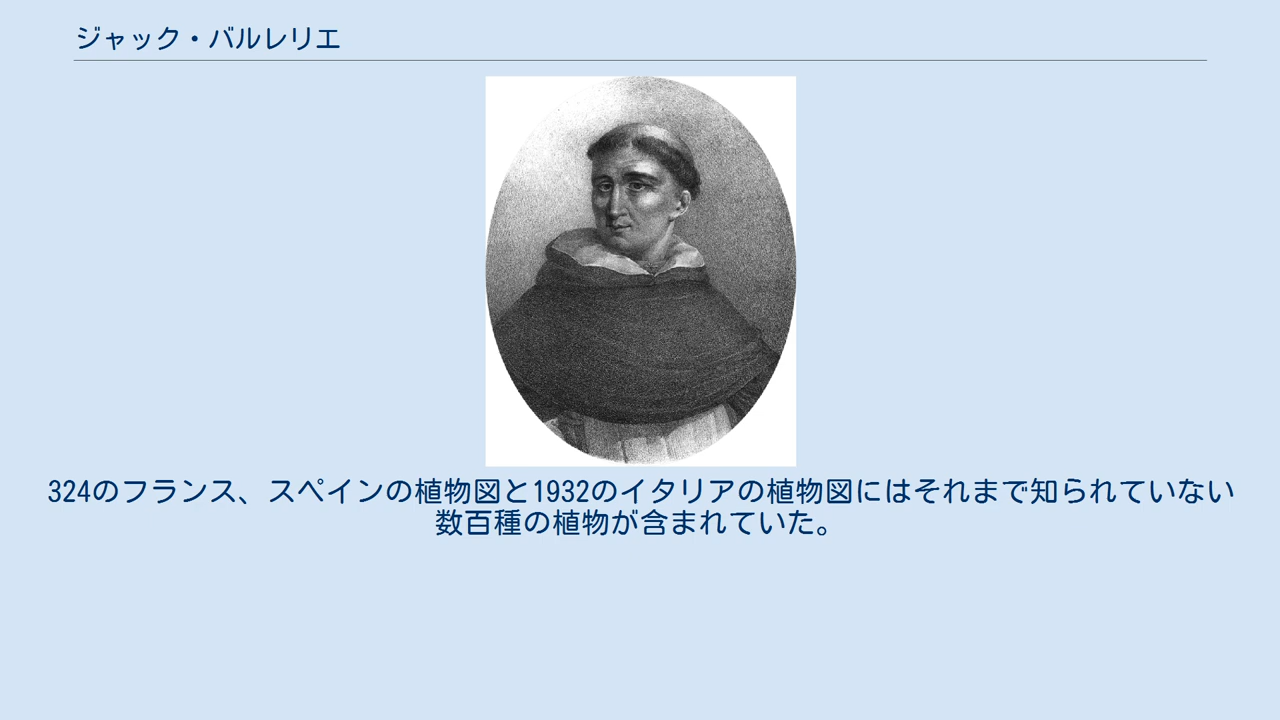 ジャック・バルレリエ
324のフランス、スペインの植物図と1932のイタリアの植物図にはそれまで知られていない
数百種の植物が含まれていた。